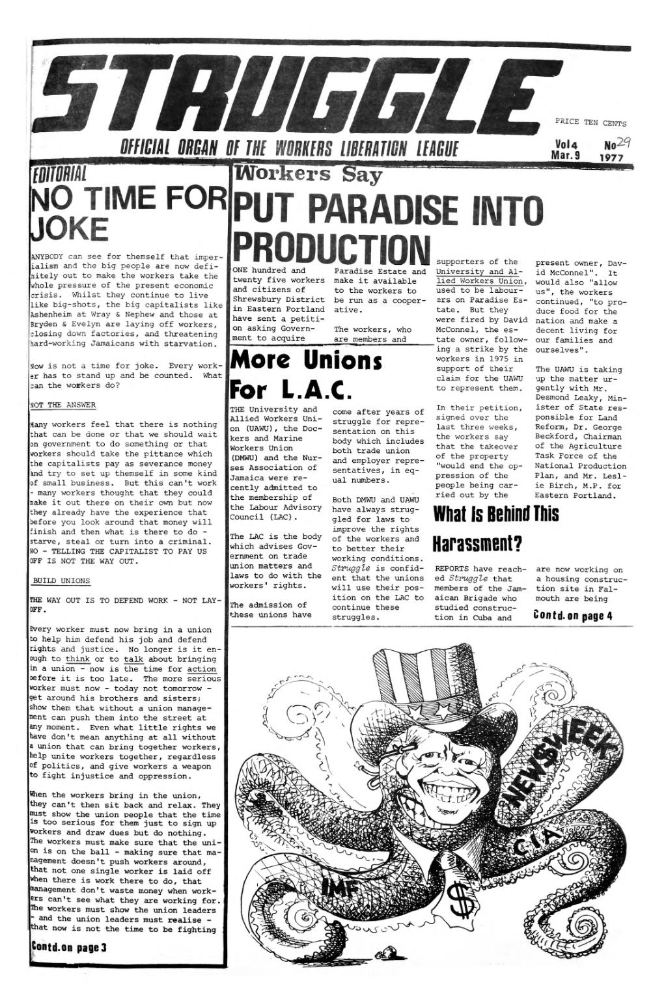 STRUGGLE
PRICE TEN CENTS
OFFICIAL ORGAN OF THE WORKERS LIBERATION LEAGUE
Vol 4 No 29
Mar. 9 1977
EDITORIAL
NO TIME FOR
JOKE
ANYBODY can see for themself that imper-
ialism and the big people are now defi-
nitely out to make the workers take the
whole pressure of the present economic
crisis. Whilst they continue to live
like big-shots, the big capitalists like
Ashenheim at Wray & Nephew and those at
Bryden & Evelyn are laying off workers,
closing down factories, and threatening
hard-working Jamaicans with starvation.
Now is not a time for joke. Every work-
er has to stand up and be counted. What
can the workers do?
NOT THE ANSWER
Many workers feel that there is nothing
that can be done or that we should wait
on government to do something or that
workers should take the pittance which
the capitalists pay as severance money
and try to set up themself in some kind
of small business. But this can't work
- many workers thought that they could
make it out there on their own but now
they already have the experience that
before you look around that money will
finish and then what is there to do -
starve, steal or turn into a criminal.
NO - TELLING THE CAPITALIST TO PAY US
OFF IS NOT THE WAY OUT.
BUILD UNIONS
THE WAY OUT IS TO DEFEND WORK - NOT LAY-
OFF.
Every worker must now bring in a union
to help him defend his job and defend
rights and justice. No longer is it en-
ough to think or to talk about bringing
in a union - now is the time for action
before it is too late. The more serious
worker must now - today not tomorrow -
get around his brothers and sisters;
show them that without a union manage-
ment can push them into the street at
any moment. Even what little rights we
have don't mean anything at all without
a union that can bring together workers,
help unite workers together, regardless
of politics, and give workers a weapon
to fight injustice and oppression.
When the workers bring in the union,
they can't then sit back and relax. They
must show the union people that the time
is too serious for them just to sign up
workers and draw dues but do nothing.
The workers must make sure that the uni-
on is on the ball - making sure that ma-
nagement doesn't push workers around,
that not one single worker is laid off
when there is work there to do, that
management don't waste money when work-
ers can't see what they are working for.
The workers must show the union leaders
- and the union leaders must realise -
that now is not the time to be fighting
Contd. on page 3
Workers Say
PUT PARADISE INTO
PRODUCTION
ONE hundred and
twenty five workers
and citizens of
Shrewsbury District
in Eastern Portland
have sent a petiti-
on asking Govern-
ment to acquire
Paradise Estate and
make it available
to the workers to
be run as a cooper-
ative.
The workers, who
are members and
supporters of the
University and Al-
lied Workers Union,
used to be labour-
ers on Paradise Es-
tate. But they
were fired by David
McConnel, the es-
tate owner, follow-
ing a strike by the
workers in 1975 in
support of their
claim for the UAWU
to represent them.
In their petition,
signed over the
last three weeks,
the workers say
that the takeover
of the property
"would end the op-
pression of the
people being car-
ried out by the
present owner, Dav-
id McConnel". It
would also "allow
us", the workers
continued, "to pro-
duce food for the
nation and make a
decent living for
our families and
ourselves".
The UAWU is taking
up the matter ur-
gently with Mr.
Desmond Leaky, Min-
ister of State res-
ponsible for Land
Reform, Dr. George
Beckford, Chairman
of the Agriculture
Task Force of the
National Production
Plan, and Mr. Lesl-
ie Birch, M.P. for
Eastern Portland.
More Unions
For L.A.C.
THE University and
Allied Workers Uni-
on (UAWU), the Doc-
kers and Marine
Workers Union
(DMWU) and the Nur-
ses Association of
Jamaica were re-
cently admitted to
the membership of
the Labour Advisory
Council (LAC).
The LAC is the body
which advises Gov-
ernment on trade
union matters and
laws to do with the
workers' rights.
The admission of
these unions have
come after years of
struggle for repre-
sentation on this
body which includes
both trade union
and employer repre-
sentatives, in eq-
ual numbers.
Both DMWU and UAWU
have always strug-
gled for laws to
improve the rights
of the workers and
to better their
working conditions.
Struggle is confid-
ent that the unions
will use their pos-
ition on the LAC to
continue these
struggles.
What Is Behind This
Harassment?
REPORTS have reach-
ed Struggle that
members of the Jam-
aican Brigade who
studied construc-
tion in Cuba and
are now working on
a housing construc-
tion site in Fal-
mouth are being
Contd. on page 4
NEW$WEEK
CIA
IMF
$